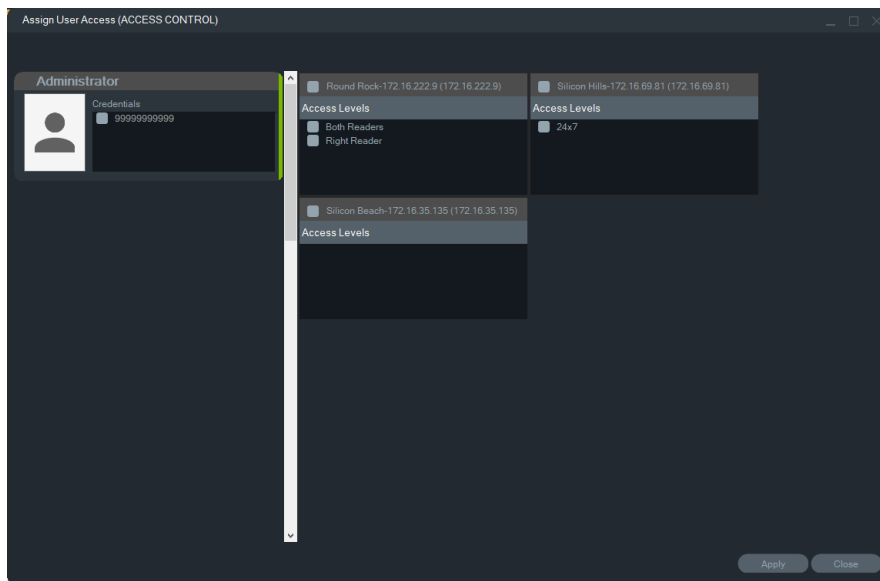 Assign User Access (ACCESS CONTROL)
Administrator
Credentials
99999999999
Round Rock-172.16.222.9 (172.16.222.9)
Access Levels
Both Readers
Right Reader
Silicon Hills-172.16.69.81 (172.16.69.81)
Access Levels
24x7
Silicon Beach-172.16.35.135 (172.16.35.135)
Access Levels
Apply
Close